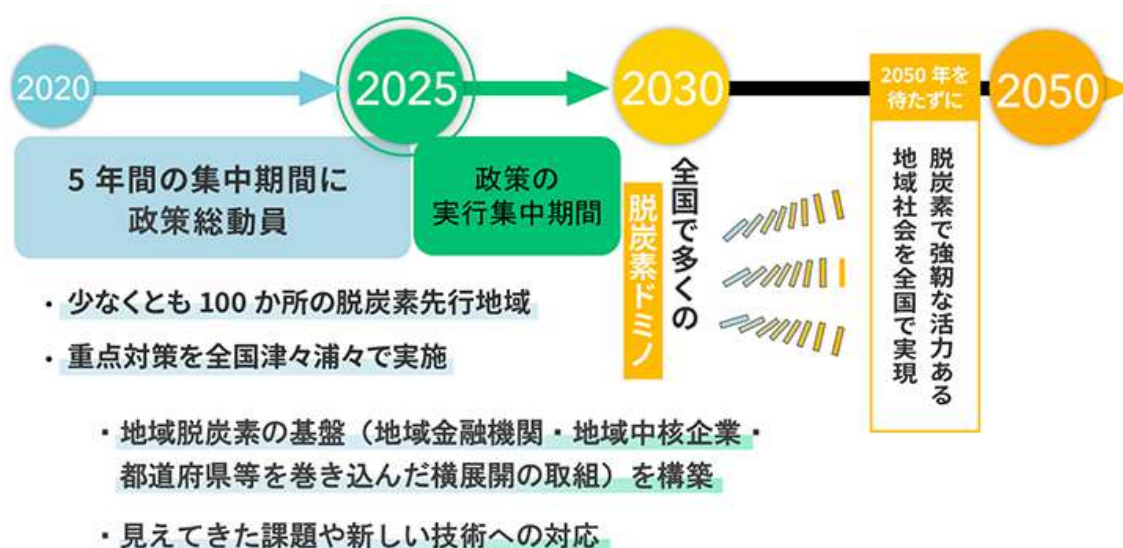 2020
2025
2030
2050
2050 年を
待たずに
5 年間の集中期間に
政策総動員
政策の
実行集中期間
全国で多くの
脱炭素ドミノ
脱炭素で強靭な活力ある
地域社会を全国で実現
・少なくとも 100 か所の脱炭素先行地域
・重点対策を全国津々浦々で実施
・地域脱炭素の基盤（地域金融機関・地域中核企業・
都道府県等を巻き込んだ横展開の取組）を構築
・見えてきた課題や新しい技術への対応